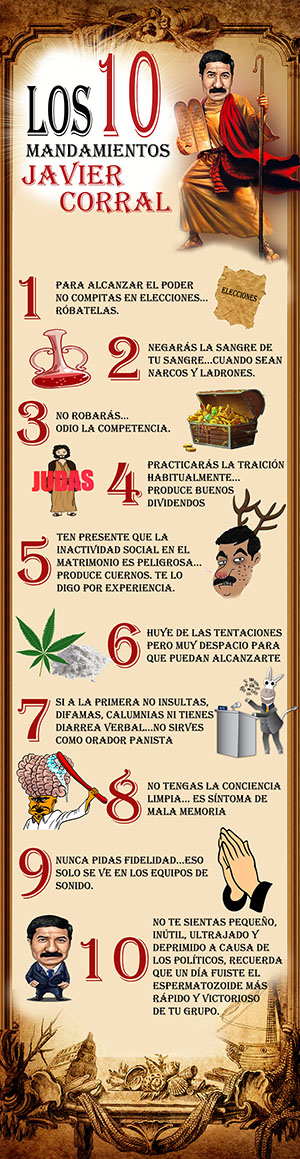 LOS 10
MANDAMIENTOS
JAVIER
CORRAL
1
PARA ALCANZAR EL PODER
NO COMPITAS EN ELECCIONES...
RÓBATELAS.
ELECCIONES
2
NEGARÁS LA SANGRE DE
TU SANGRE...CUANDO SEAN
NARCOS Y LADRONES.
3
NO ROBARÁS...
ODIO LA COMPETENCIA.
JUDAS
4
PRACTICARÁS LA TRAICIÓN
HABITUALMENTE...
PRODUCE BUENOS
DIVIDENDOS
5
TEN PRESENTE QUE LA
INACTIVIDAD SOCIAL EN EL
MATRIMONIO ES PELIGROSA...
PRODUCE CUERNOS. TE LO
DIGO POR EXPERIENCIA.
6
HUYE DE LAS TENTACIONES
PERO MUY DESPACIO PARA
QUE PUEDAN ALCANZARTE
7
SI A LA PRIMERA NO INSULTAS,
DIFAMAS, CALUMNIAS NI TIENES
DIARREA VERBAL...NO SIRVES
COMO ORADOR PANISTA
8
NO TENGAS LA CONCIENCIA
LIMPIA... ES SÍNTOMA DE
MALA MEMORIA
9
NUNCA PIDAS FIDELIDAD...ESO
SOLO SE VE EN LOS EQUIPOS DE
SONIDO.
10
NO TE SIENTAS PEQUEÑO,
INÚTIL, ULTRAJADO Y
DEPRIMIDO A CAUSA DE
LOS POLÍTICOS, RECUERDA
QUE UN DÍA FUISTE EL
ESPERMATOZOIDE MÁS
RÁPIDO Y VICTORIOSO
DE TU GRUPO.